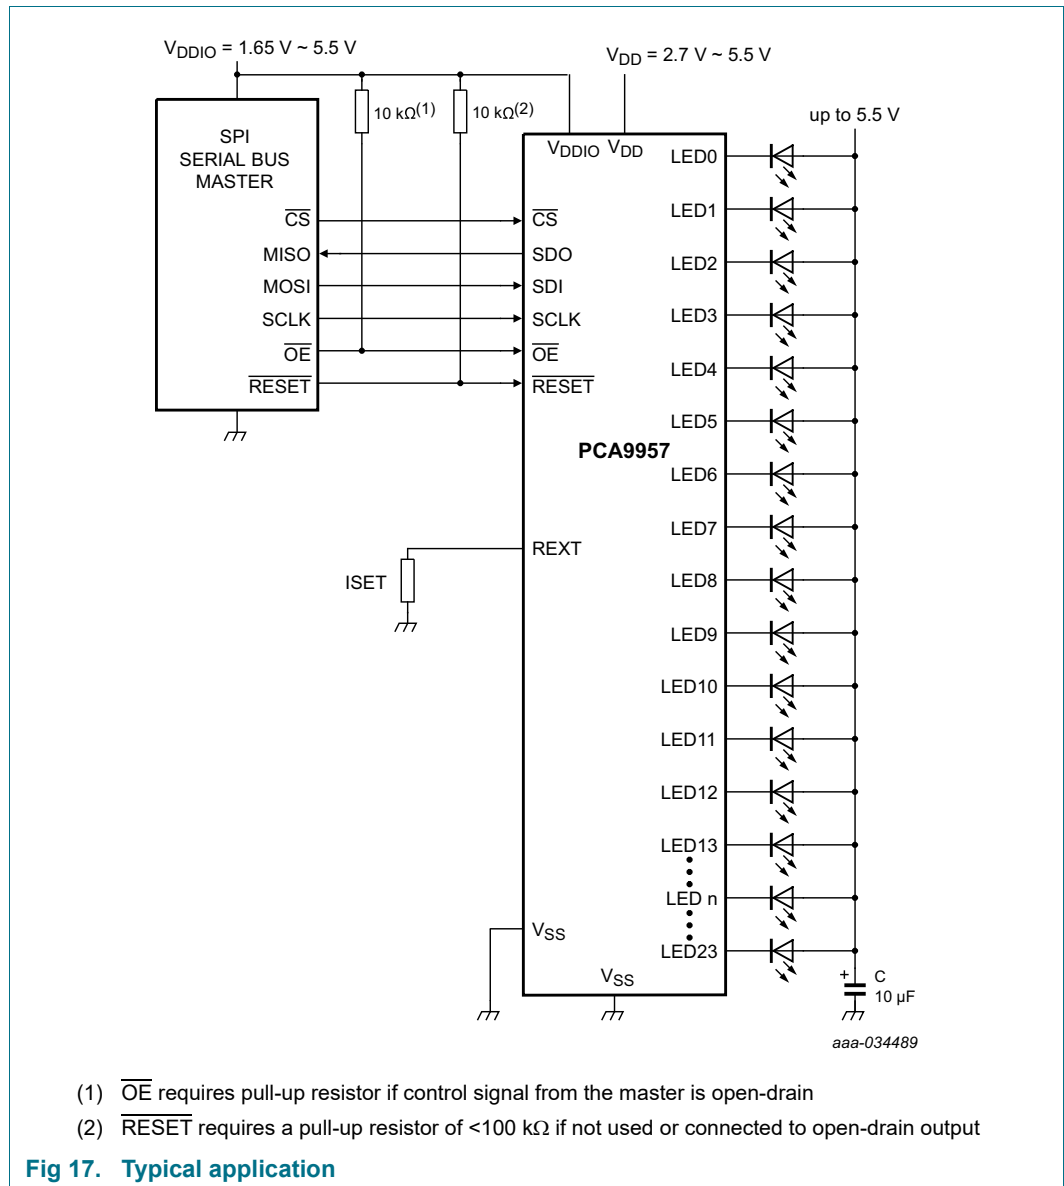 VDDIO = 1.65 V ~ 5.5 V
VDD = 2.7 V ~ 5.5 V
10 kΩ(1)
10 kΩ(2)
up to 5.5 V
SPI
SERIAL BUS
MASTER
CS
MISO
MOSI
SCLK
OE
RESET
VDDIO
VDD
CS
SDO
SDI
SCLK
OE
RESET
PCA9957
REXT
ISET
VSS
VSS
LED0
LED1
LED2
LED3
LED4
LED5
LED6
LED7
LED8
LED9
LED10
LED11
LED12
LED13
LED n
LED23
+
C
10 µF
aaa-034489
(1) OE requires pull-up resistor if control signal from the master is open-drain
(2) RESET requires a pull-up resistor of <100 kΩ if not used or connected to open-drain output
Fig 17. Typical application